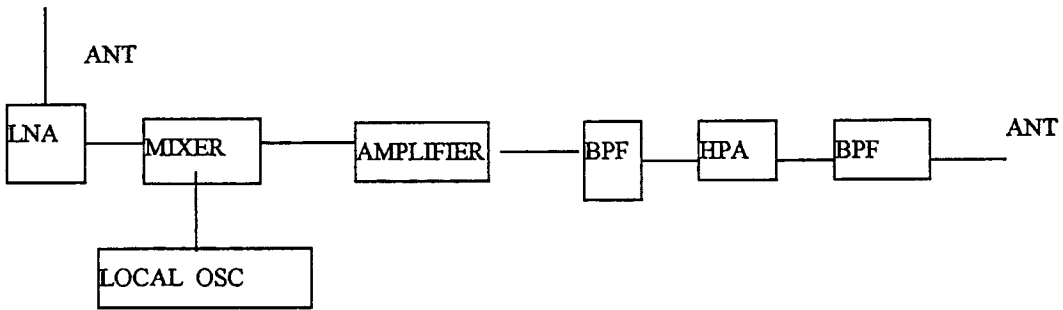 ANT
LNA
MIXER
AMPLIFIER
BPF
HPA
BPF
ANT
LOCAL OSC